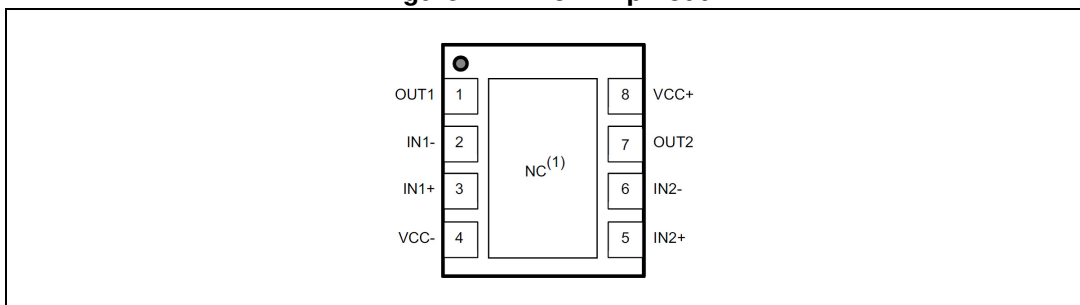 OUT1 1 8 VCC+
IN1- 2 7 OUT2
NC(1)
IN1+ 3 6 IN2-
VCC- 4 5 IN2+